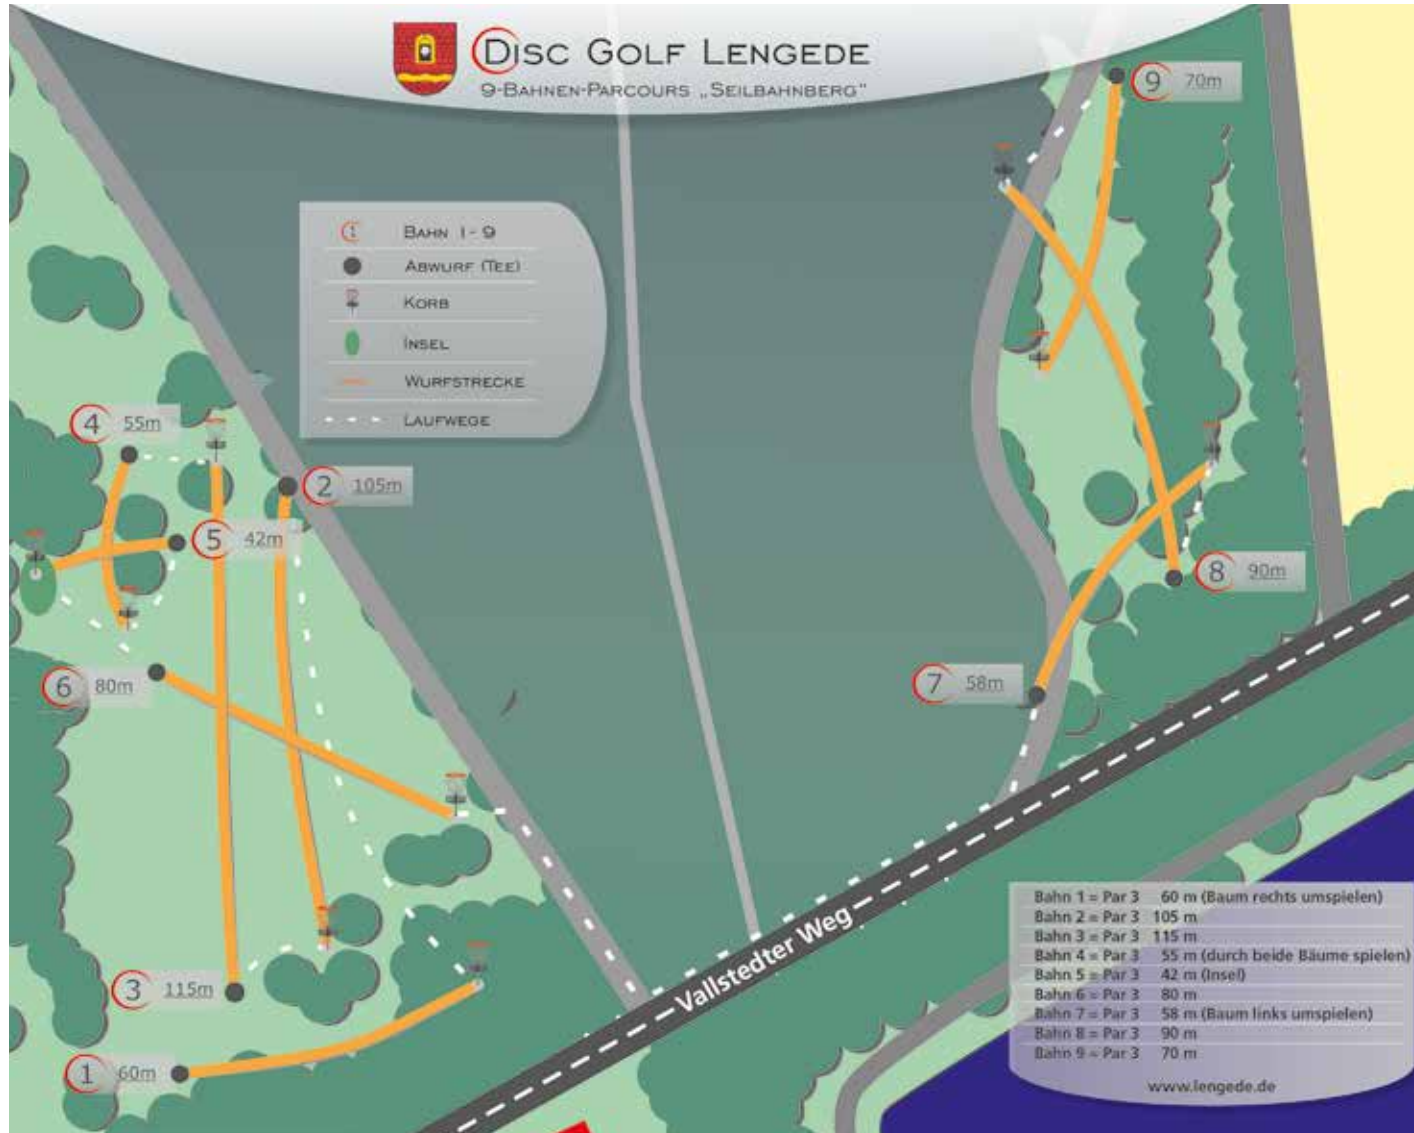 Disc Golf Lengede
9-Bahnen-Parcours „Seilbahnberg"
9 70m
1 Bahn 1-9
Abwurf (Tee)
Korb
Insel
Wurfstrecke
Laufwege
4 55m
2 105m
5 42m
8 90m
6 80m
7 58m
3 115m
1 60m
Vallstedter Weg
Bahn 1 = Par 3 60 m (Baum rechts umspielen)
Bahn 2 = Par 3 105 m
Bahn 3 = Par 3 115 m
Bahn 4 = Par 3 55 m (durch beide Bäume spielen)
Bahn 5 = Par 3 42 m (Insel)
Bahn 6 = Par 3 80 m
Bahn 7 = Par 3 58 m (Baum links umspielen)
Bahn 8 = Par 3 90 m
Bahn 9 = Par 3 70 m
www.lengede.de